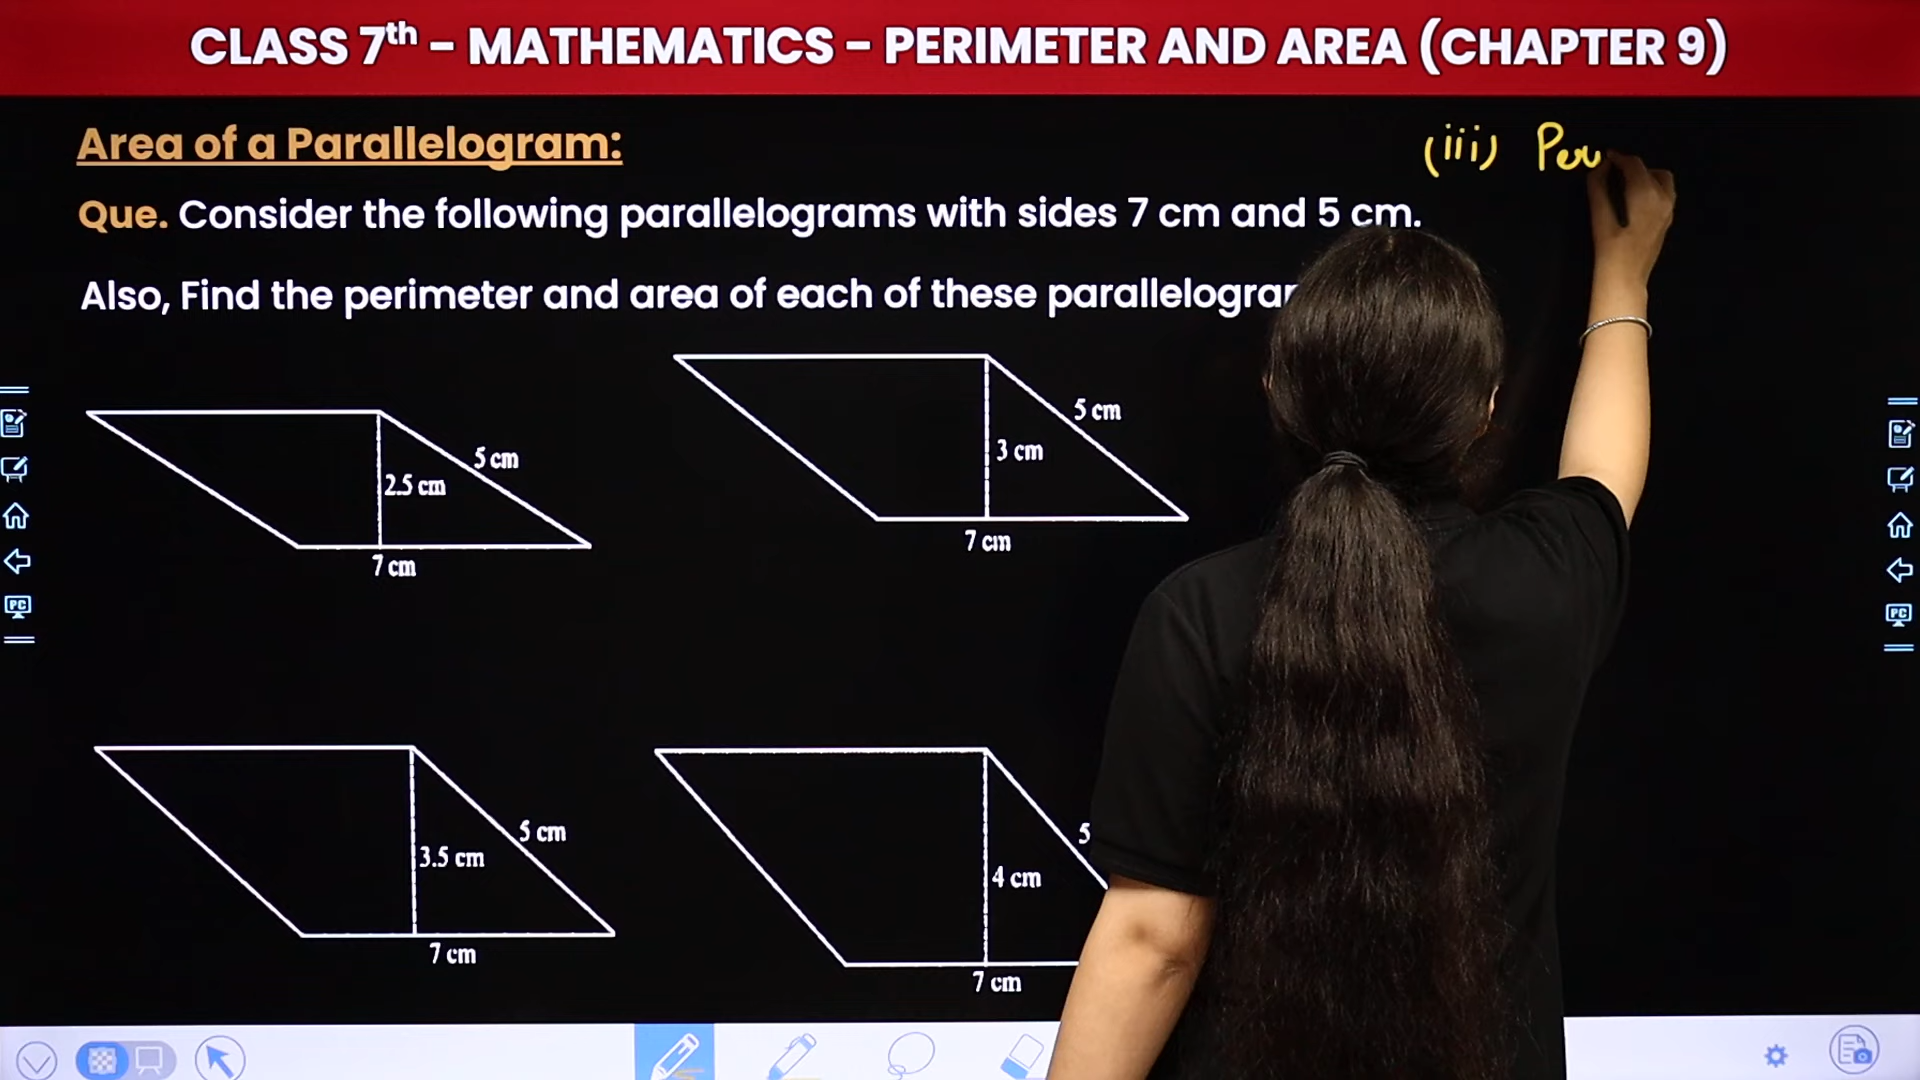 CLASS 7th - MATHEMATICS - PERIMETER AND AREA (CHAPTER 9)
Area of a Parallelogram:
(iii) Per
Que. Consider the following parallelograms with sides 7 cm and 5 cm.
Also, Find the perimeter and area of each of these
5 cm
2.5 cm
7 cm
5 cm
3 cm
7 cm
5 cm
3.5 cm
7 cm
5
4 cm
7 cm
PC
PC